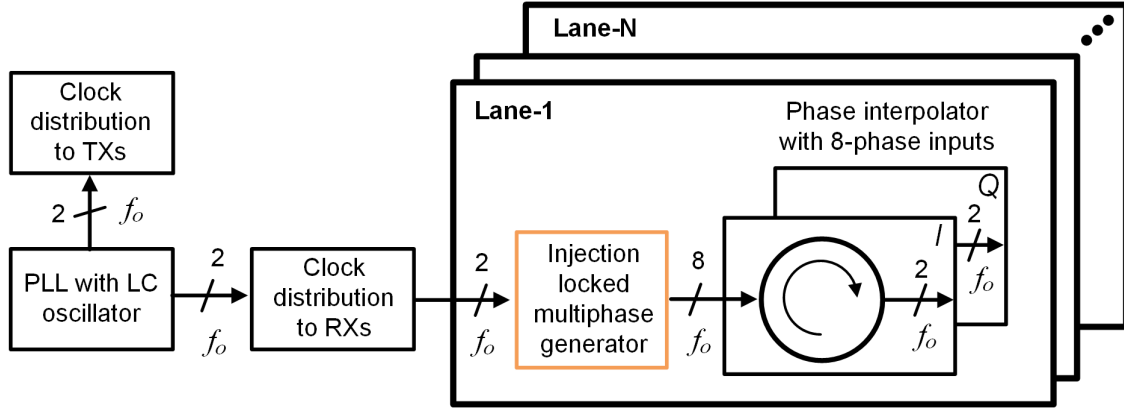 Lane-N
Lane-1
Clock
distribution
to TXs
2
fo
PLL with LC
oscillator
2
fo
Clock
distribution
to RXs
2
fo
Injection
locked
multiphase
generator
8
fo
Phase interpolator
with 8-phase inputs
Q
2
fo
I
2
fo